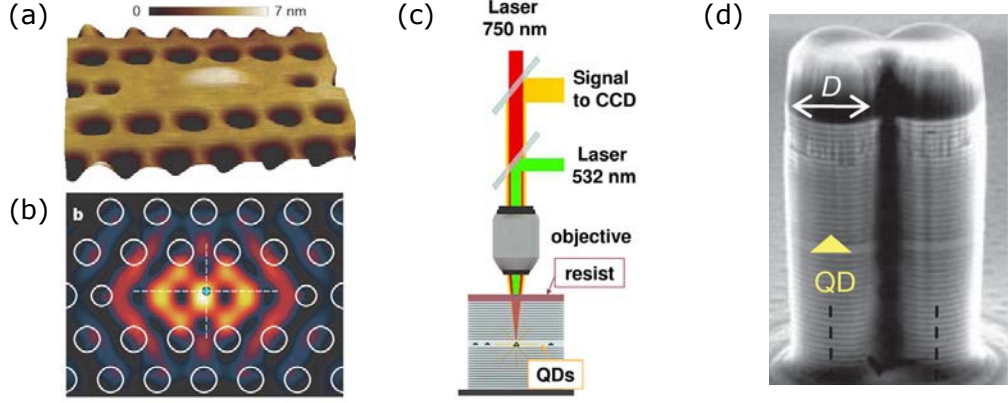 (a)
0
7 nm
(b)
b
(c)
Laser
750 nm
Signal
to CCD
Laser
532 nm
objective
resist
QDs
(d)
D
QD